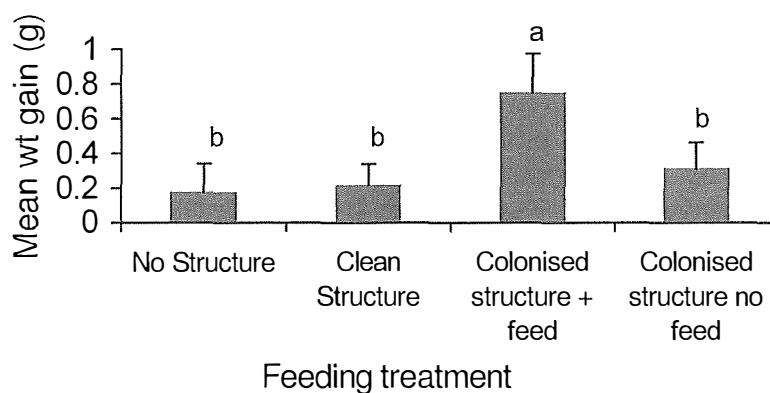 Mean wt gain (g)
1
0.8
0.6
0.4
0.2
0
b
b
a
b
No Structure
Clean
Structure
Colonised
structure +
feed
Colonised
structure no
feed
Feeding treatment